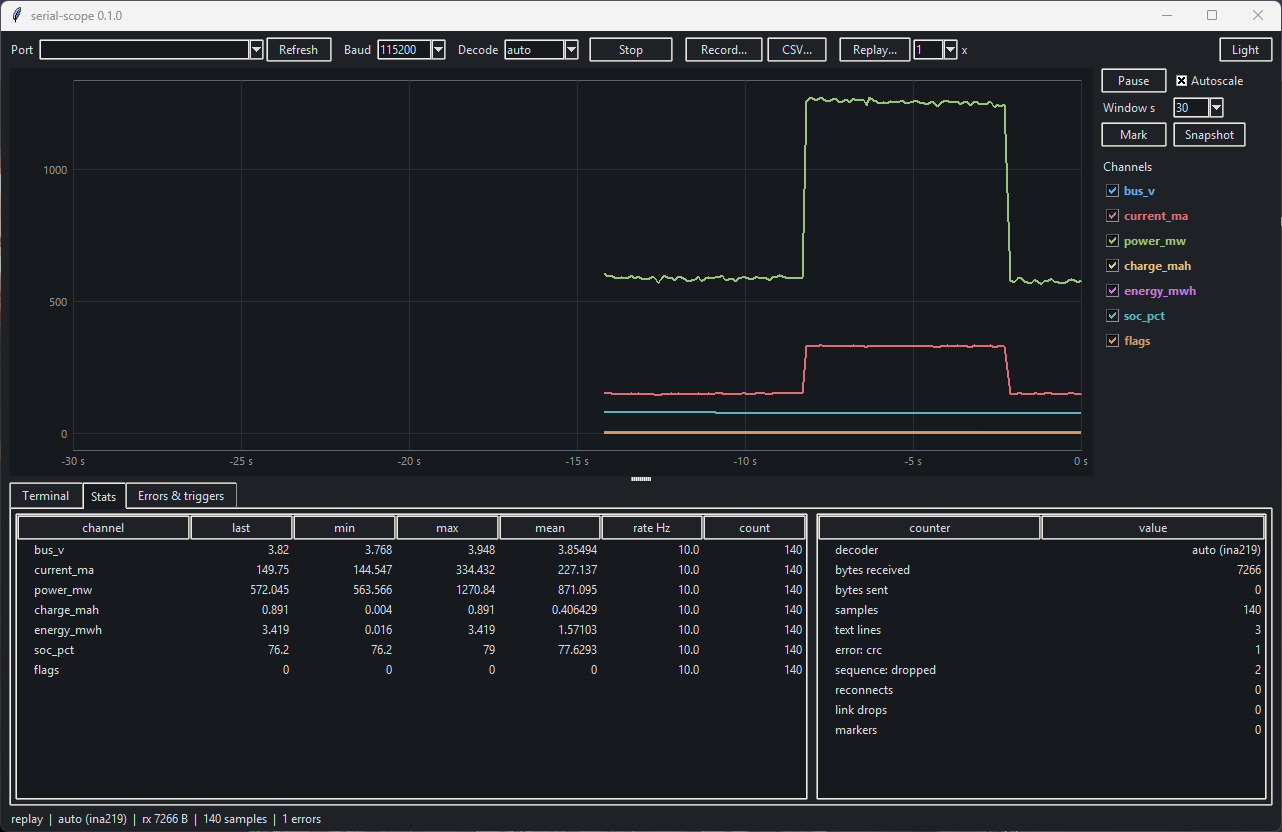 serial-scope 0.1.0
Port Refresh Baud 115200 Decode auto Stop Record... CSV... Replay... 1 x Light
Pause Autoscale
Window s 30
Mark Snapshot
Channels
bus_v
current_ma
power_mw
charge_mah
energy_mwh
soc_pct
flags
1000
500
0
-30 s -25 s -20 s -15 s -10 s -5 s 0 s
Terminal Stats Errors & triggers
channel last min max mean rate Hz count
bus_v 3.82 3.768 3.948 3.85494 10.0 140
current_ma 149.75 144.547 334.432 227.137 10.0 140
power_mw 572.045 563.566 1270.84 871.095 10.0 140
charge_mah 0.891 0.004 0.891 0.406429 10.0 140
energy_mwh 3.419 0.016 3.419 1.57103 10.0 140
soc_pct 76.2 76.2 79 77.6293 10.0 140
flags 0 0 0 0 10.0 140
counter value
decoder auto (ina219)
bytes received 7266
bytes sent 0
samples 140
text lines 3
error: crc 1
sequence: dropped 2
reconnects 0
link drops 0
markers 0
replay | auto (ina219) | rx 7266 B | 140 samples | 1 errors